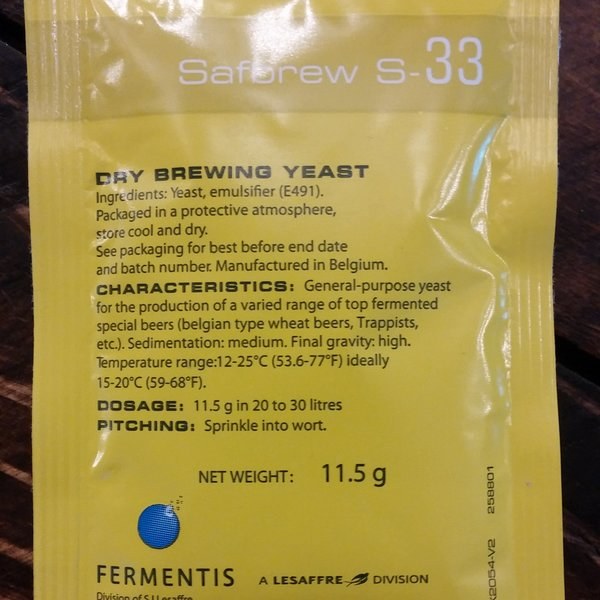 Safbrew S-33
DRY BREWING YEAST
Ingredients: Yeast, emulsifier (E491).
Packaged in a protective atmosphere,
store cool and dry.
See packaging for best before end date
and batch number. Manufactured in Belgium.
CHARACTERISTICS: General-purpose yeast
for the production of a varied range of top fermented
special beers (belgian type wheat beers, Trappists,
etc.). Sedimentation: medium. Final gravity: high.
Temperature range:12-25°C (53.6-77°F) ideally
15-20°C (59-68°F).
DOSAGE: 11.5 g in 20 to 30 litres
PITCHING: Sprinkle into wort.
NET WEIGHT: 11.5 g
FERMENTIS A LESAFFRE DIVISION
Division of S.I.Lesaffre
258801